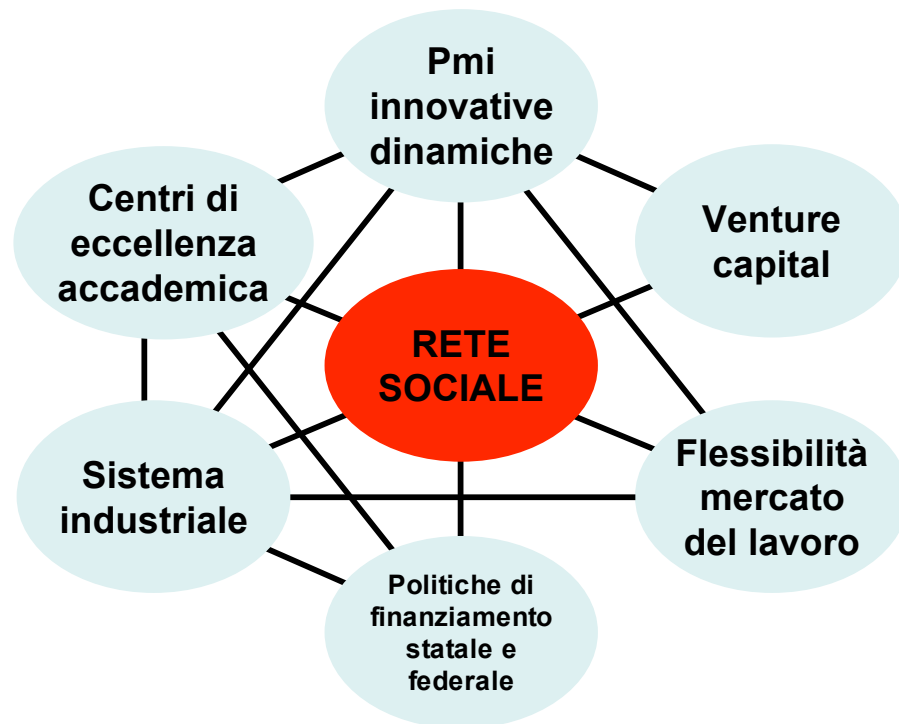 Pmi
innovative
dinamiche
Centri di
eccellenza
accademica
Venture
capital
RETE
SOCIALE
Sistema
industriale
Flessibilità
mercato
del lavoro
Politiche di
finanziamento
statale e
federale